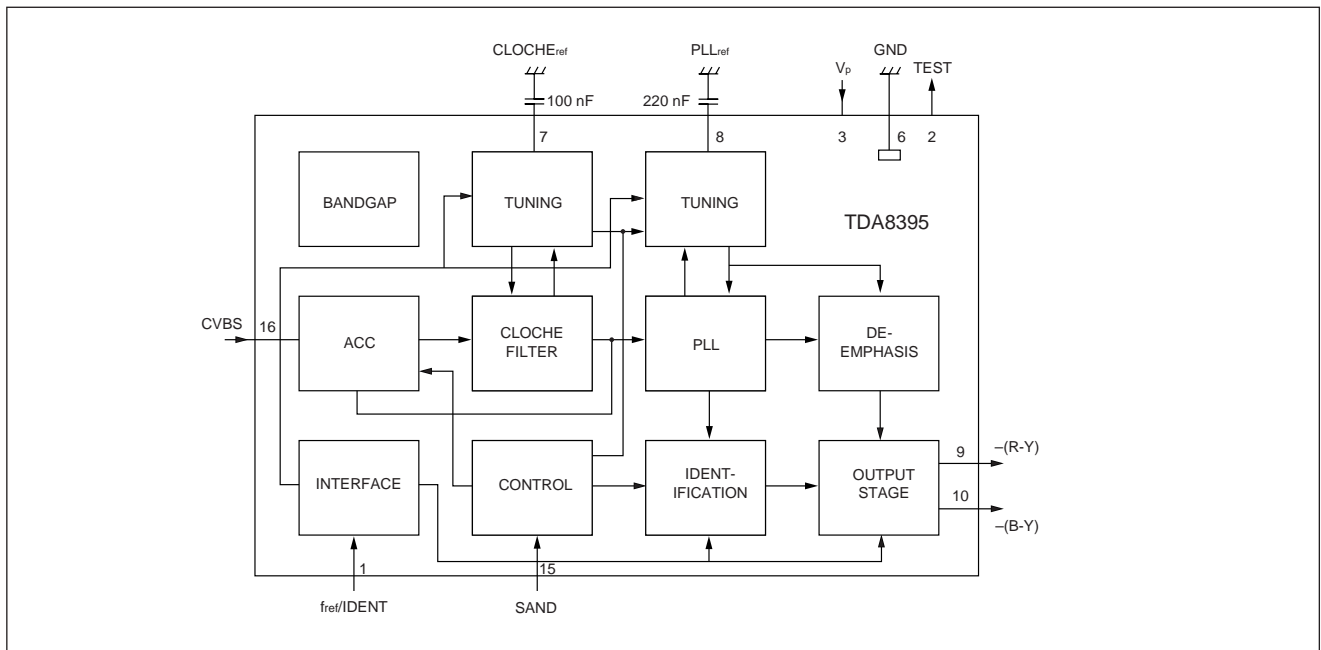 CLOCHEref
PLLref
GND
Vp
TEST
100 nF
220 nF
7
8
3
6
2
BANDGAP
TUNING
TUNING
TDA8395
CVBS
16
ACC
CLOCHE
FILTER
PLL
DE-
EMPHASIS
INTERFACE
CONTROL
IDENT-
IFICATION
OUTPUT
STAGE
9
–(R-Y)
10
–(B-Y)
1
15
fref/IDENT
SAND